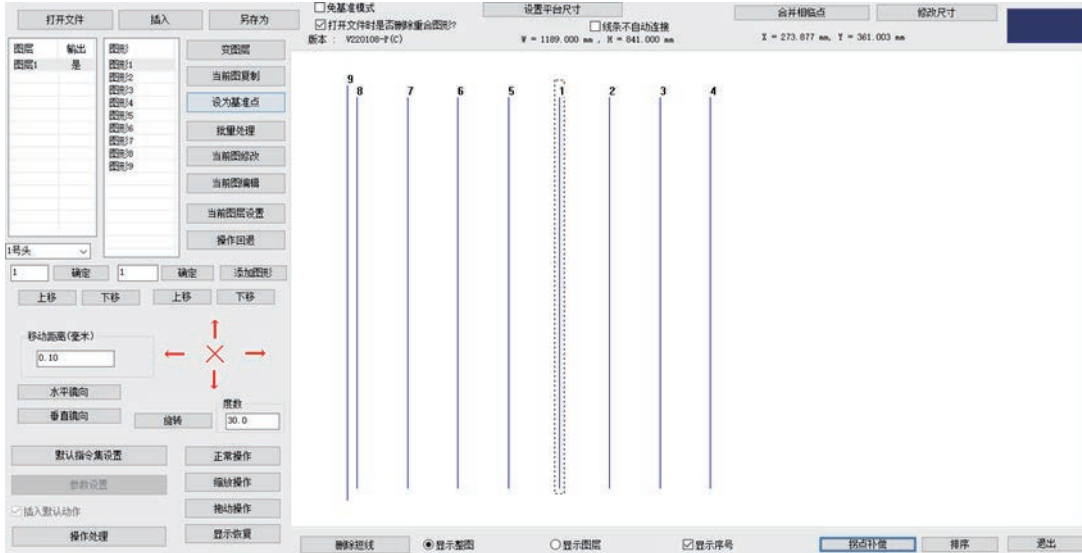 打开文件
插入
另存为
免基准模式
打开文件时是否删除重合图形?
版本 : V220108-P(C)
设置平台尺寸
线条不自动连接
W = 1189.000 mm , H = 841.000 mm
合并相临点
修改尺寸
X = 273.877 mm, Y = 361.003 mm
图层 输出
图层1 是
图形
图形1
图形2
图形3
图形4
图形5
图形6
图形7
图形8
图形9
变图层
当前图复制
设为基准点
批量处理
当前图修改
当前图编辑
当前图层设置
操作回退
1号头
1 确定 1 确定 添加图形
上移 下移 上移 下移
移动距离(毫米)
0.10
水平镜向
垂直镜向
旋转
度数
30.0
默认指令集设置
正常操作
参数设置
缩放操作
插入默认动作
拖动操作
操作处理
显示恢复
9 8 7 6 5 1 2 3 4
删除短线
显示整图
显示图层
显示序号
拐点补偿
排序
退出